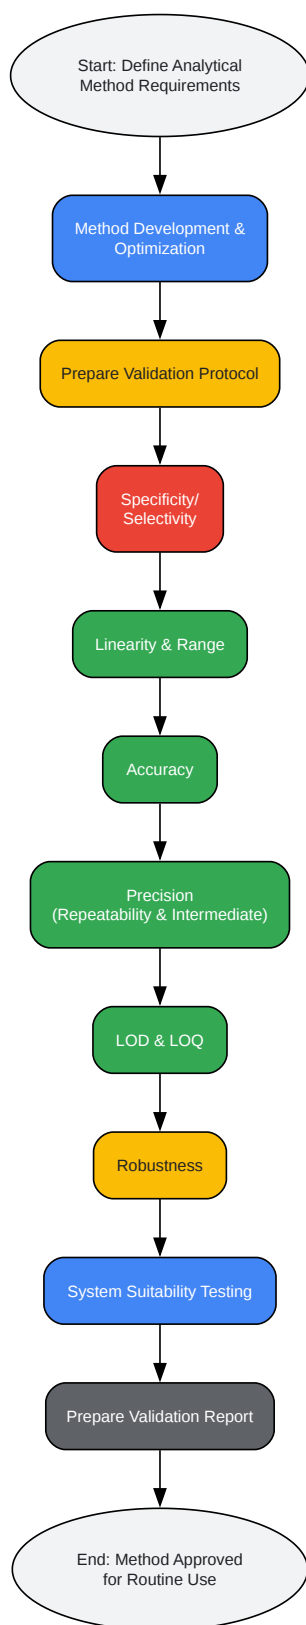 Start: Define Analytical
Method Requirements
Method Development &
Optimization
Prepare Validation Protocol
Specificity/
Selectivity
Linearity & Range
Accuracy
Precision
(Repeatability & Intermediate)
LOD & LOQ
Robustness
System Suitability Testing
Prepare Validation Report
End: Method Approved
for Routine Use